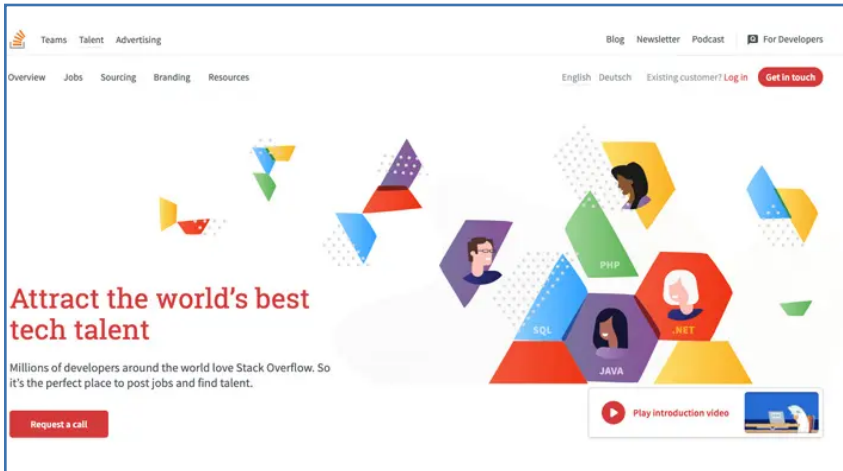 Teams Talent Advertising
Blog Newsletter Podcast For Developers
Overview Jobs Sourcing Branding Resources
English Deutsch Existing customer? Log in Get in touch
PHP
SQL
.NET
JAVA
Attract the world's best
tech talent
Millions of developers around the world love Stack Overflow. So
it's the perfect place to post jobs and find talent.
Request a call
Play introduction video